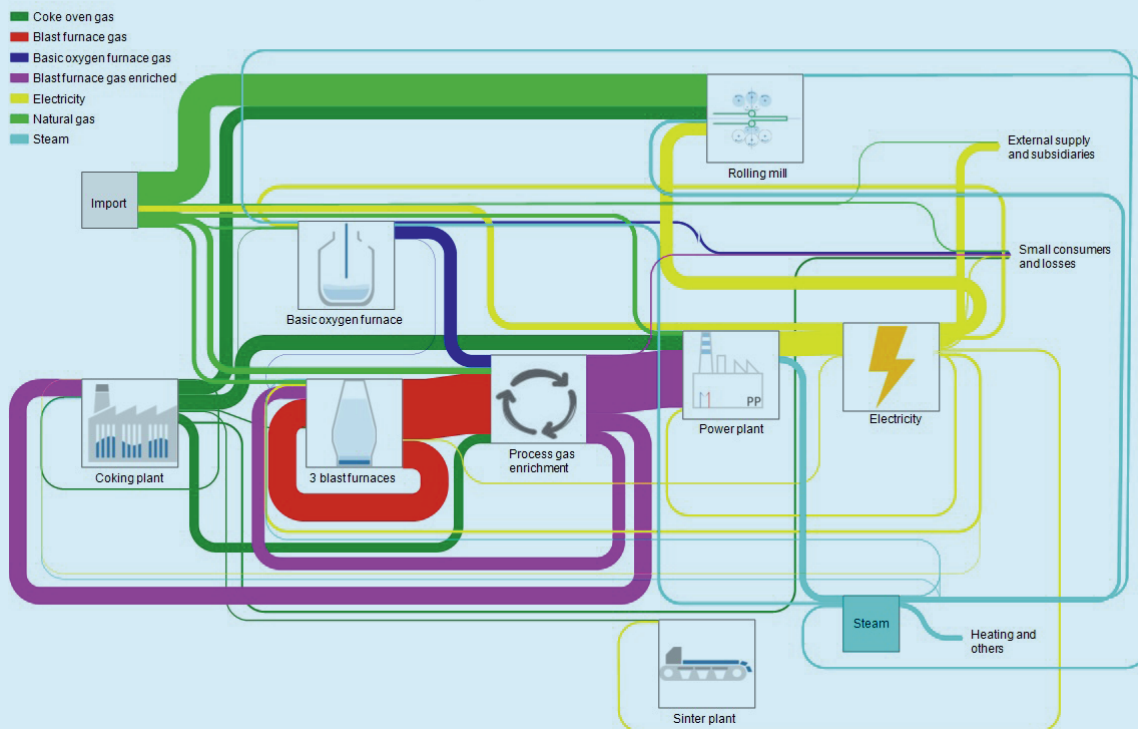 Coke oven gas
Blast furnace gas
Basic oxygen furnace gas
Blast furnace gas enriched
Electricity
Natural gas
Steam
Rolling mill
External supply
and subsidiaries
Import
Small consumers
and losses
Basic oxygen furnace
PP
Power plant
Electricity
Coking plant
3 blast furnaces
Process gas
enrichment
Steam
Heating and
others
Sinter plant